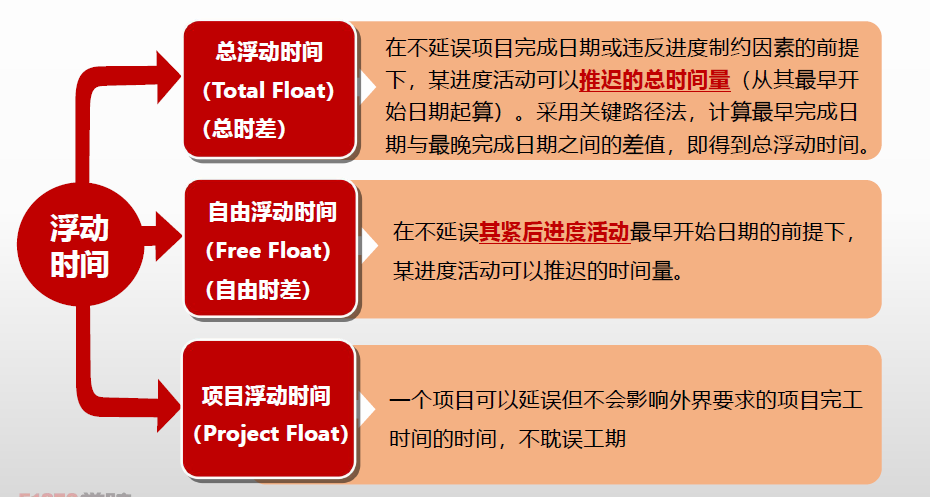 浮动
时间
总浮动时间
（Total Float）
（总时差）
在不延误项目完成日期或违反进度制约因素的前提
下，某进度活动可以推迟的总时间量（从其最早开
始日期起算）。采用关键路径法，计算最早完成日
期与最晚完成日期之间的差值，即得到总浮动时间。
自由浮动时间
（Free Float）
（自由时差）
在不延误其紧后进度活动最早开始日期的前提下，
某进度活动可以推迟的时间量。
项目浮动时间
（Project Float）
一个项目可以延误但不会影响外界要求的项目完工
时间的时间，不耽误工期